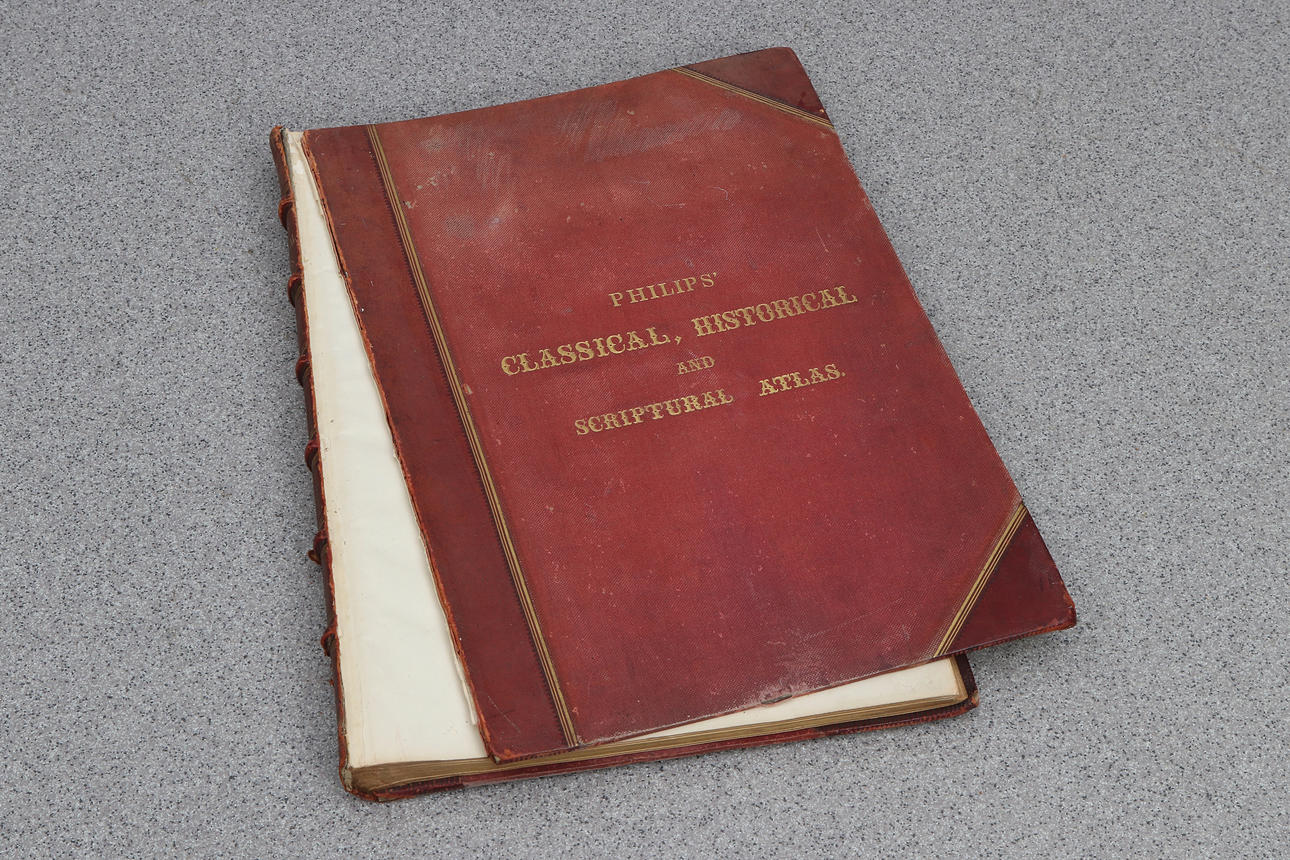 PHILIPS'
CLASSICAL, HISTORICAL
AND
SCRIPTURAL ATLAS.